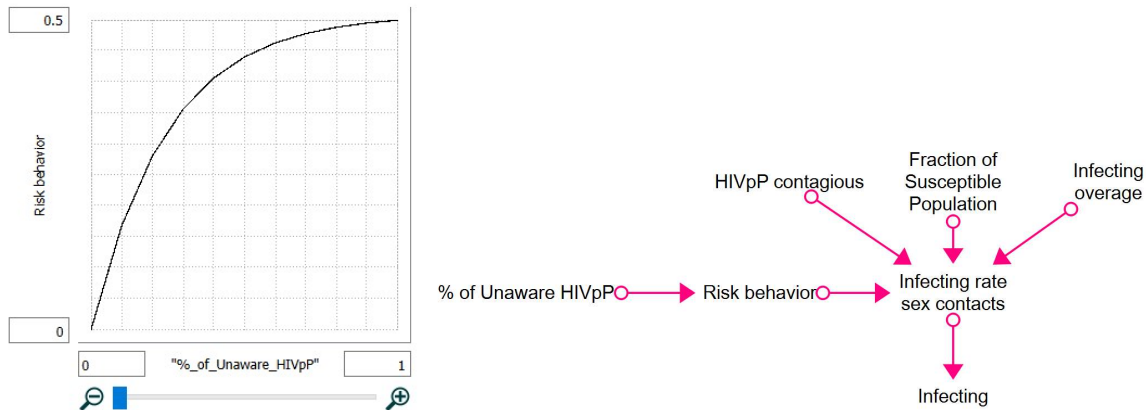 0.5
Risk behavior
0
0
"%_of_Unaware_HIVpP"
1
HIVpP contagious
Fraction of
Susceptible
Population
Infecting
overage
% of Unaware HIVpP
Risk behavior
Infecting rate
sex contacts
Infecting